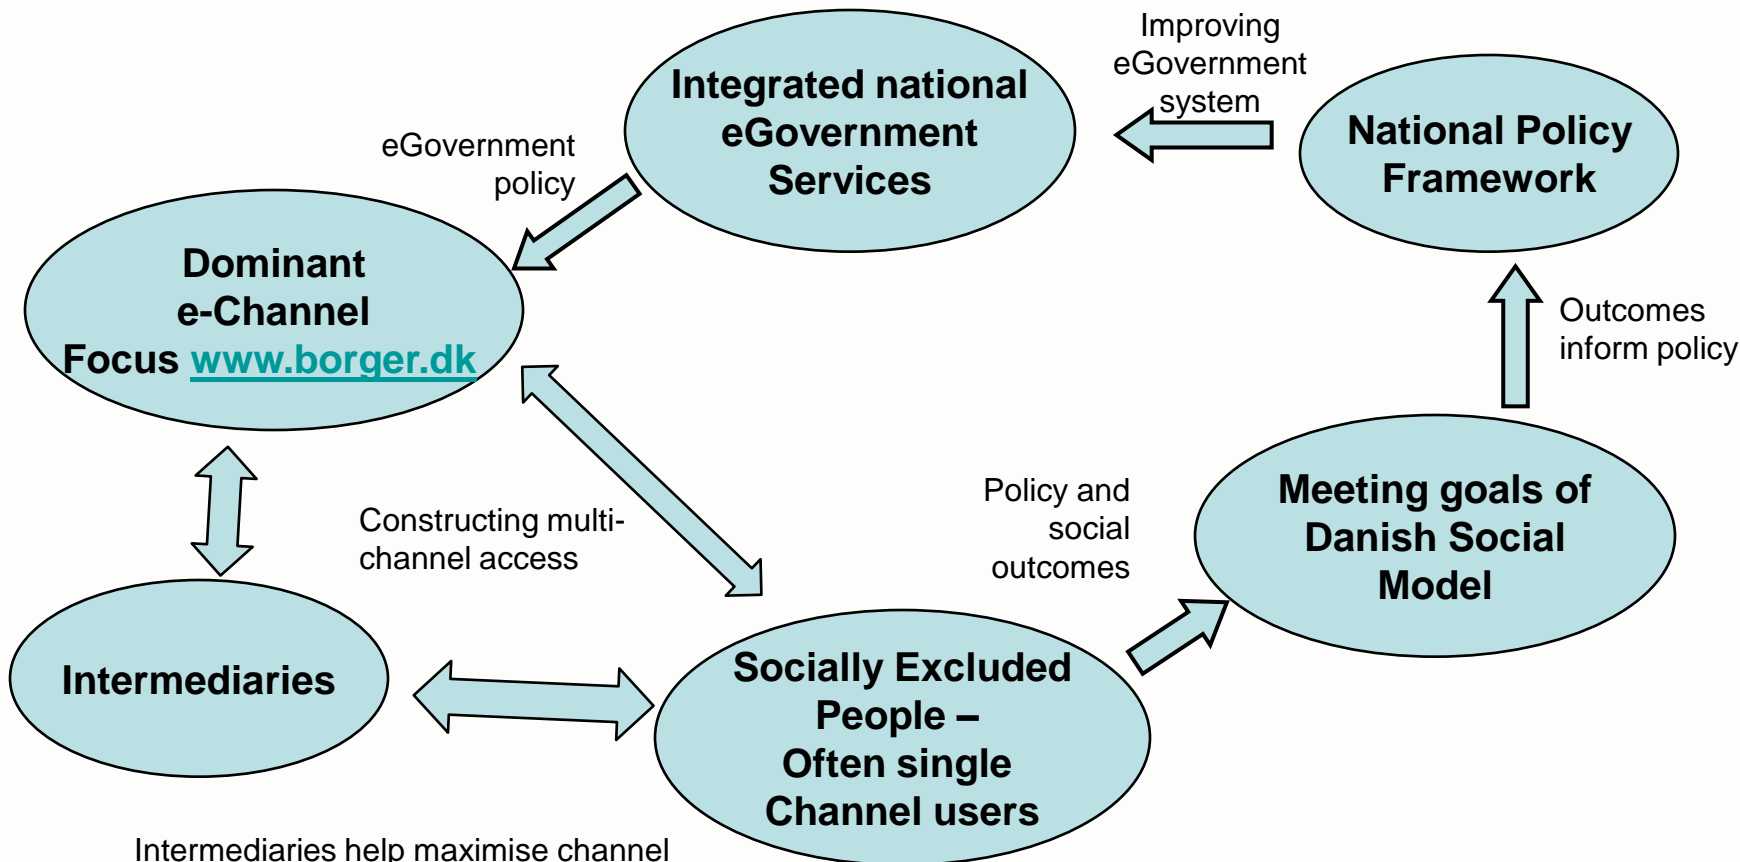 Improving
eGovernment
system
Integrated national
eGovernment
Services
National Policy
Framework
eGovernment
policy
Dominant
e-Channel
Focus www.borger.dk
Outcomes
inform policy
Policy and
social
outcomes
Meeting goals of
Danish Social
Model
Constructing multi-
channel access
Intermediaries
Socially Excluded
People –
Often single
Channel users
Intermediaries help maximise channel